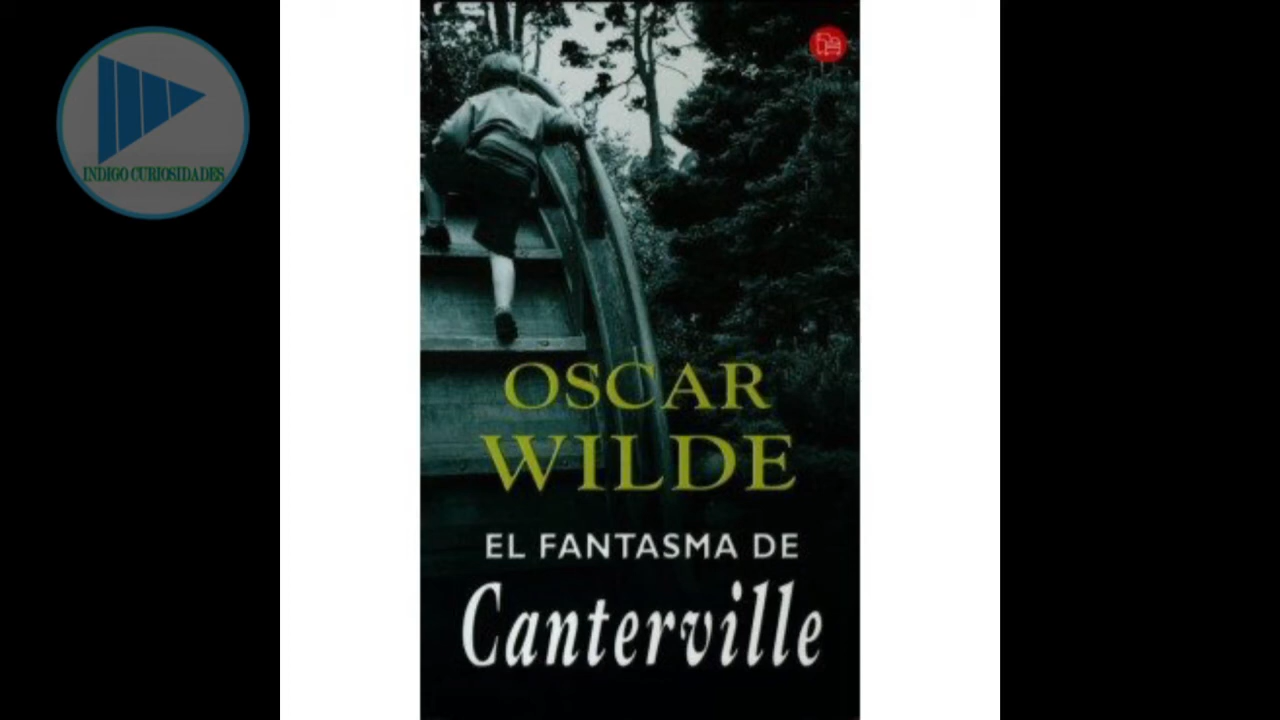 INDIGO CURIOSIDADES
OSCAR
WILDE
EL FANTASMA DE
Canterville